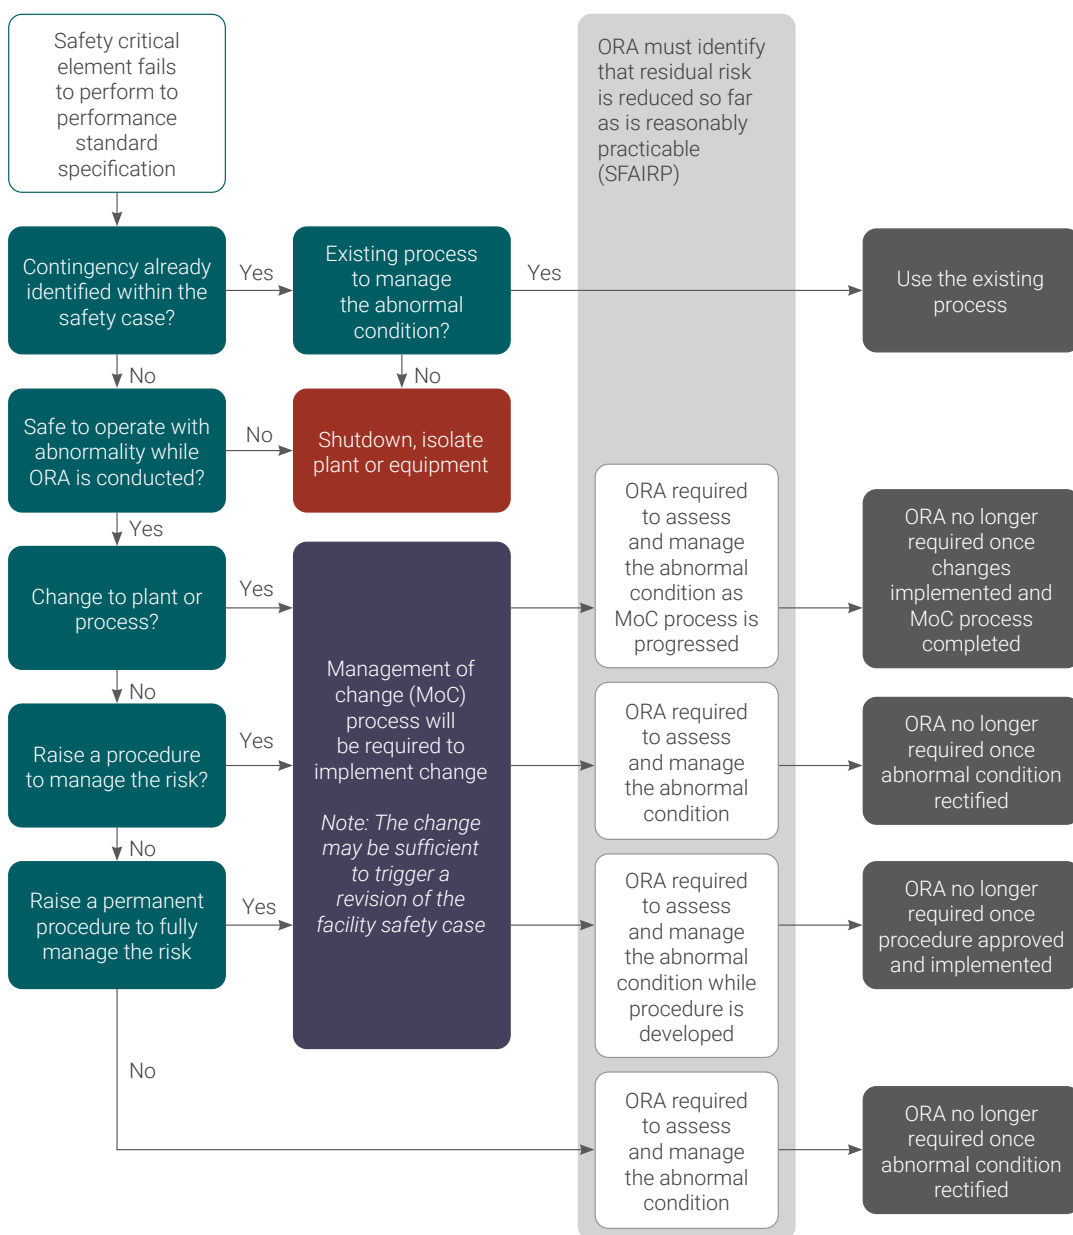 Safety critical
element fails
to perform to
performance
standard
specification
ORA must identify
that residual risk
is reduced so far
as is reasonably
practicable
(SFAIRP)
Contingency already
identified within the
safety case?
Yes
Existing process
to manage
the abnormal
condition?
Yes
Use the existing
process
No
No
Safe to operate with
abnormality while
ORA is conducted?
No
Shutdown, isolate
plant or equipment
Yes
Change to plant or
process?
Yes
Management of
change (MoC)
process will
be required to
implement change
Note: The change
may be sufficient
to trigger a
revision of the
facility safety case
ORA required
to assess
and manage
the abnormal
condition as
MoC process is
progressed
ORA no longer
required once
changes
implemented and
MoC process
completed
No
Raise a procedure
to manage the risk?
Yes
ORA required
to assess
and manage
the abnormal
condition
ORA no longer
required once
abnormal condition
rectified
No
Raise a permanent
procedure to fully
manage the risk
Yes
ORA required
to assess
and manage
the abnormal
condition while
procedure is
developed
ORA no longer
required once
procedure approved
and implemented
No
ORA required
to assess
and manage
the abnormal
condition
ORA no longer
required once
abnormal condition
rectified